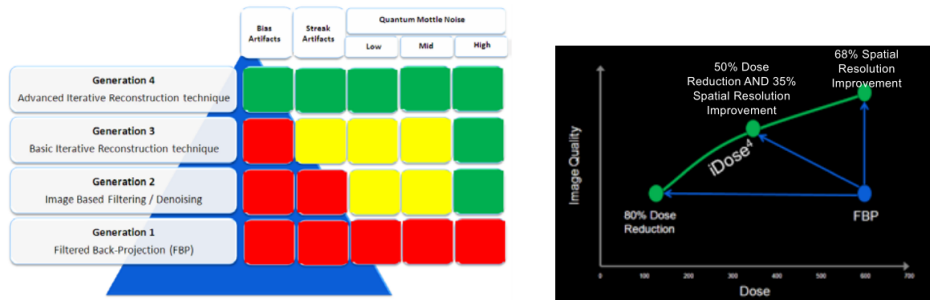 Bias
Artifacts
Streak
Artifacts
Quantum Mottle Noise
Low
Mid
High
Generation 4
Advanced Iterative Reconstruction technique
Generation 3
Basic Iterative Reconstruction technique
Generation 2
Image Based Filtering / Denoising
Generation 1
Filtered Back-Projection (FBP)
68% Spatial
Resolution
Improvement
50% Dose
Reduction AND 35%
Spatial Resolution
Improvement
Image Quality
iDose⁴
80% Dose
Reduction
FBP
0 100 200 300 400 500 600 700
Dose